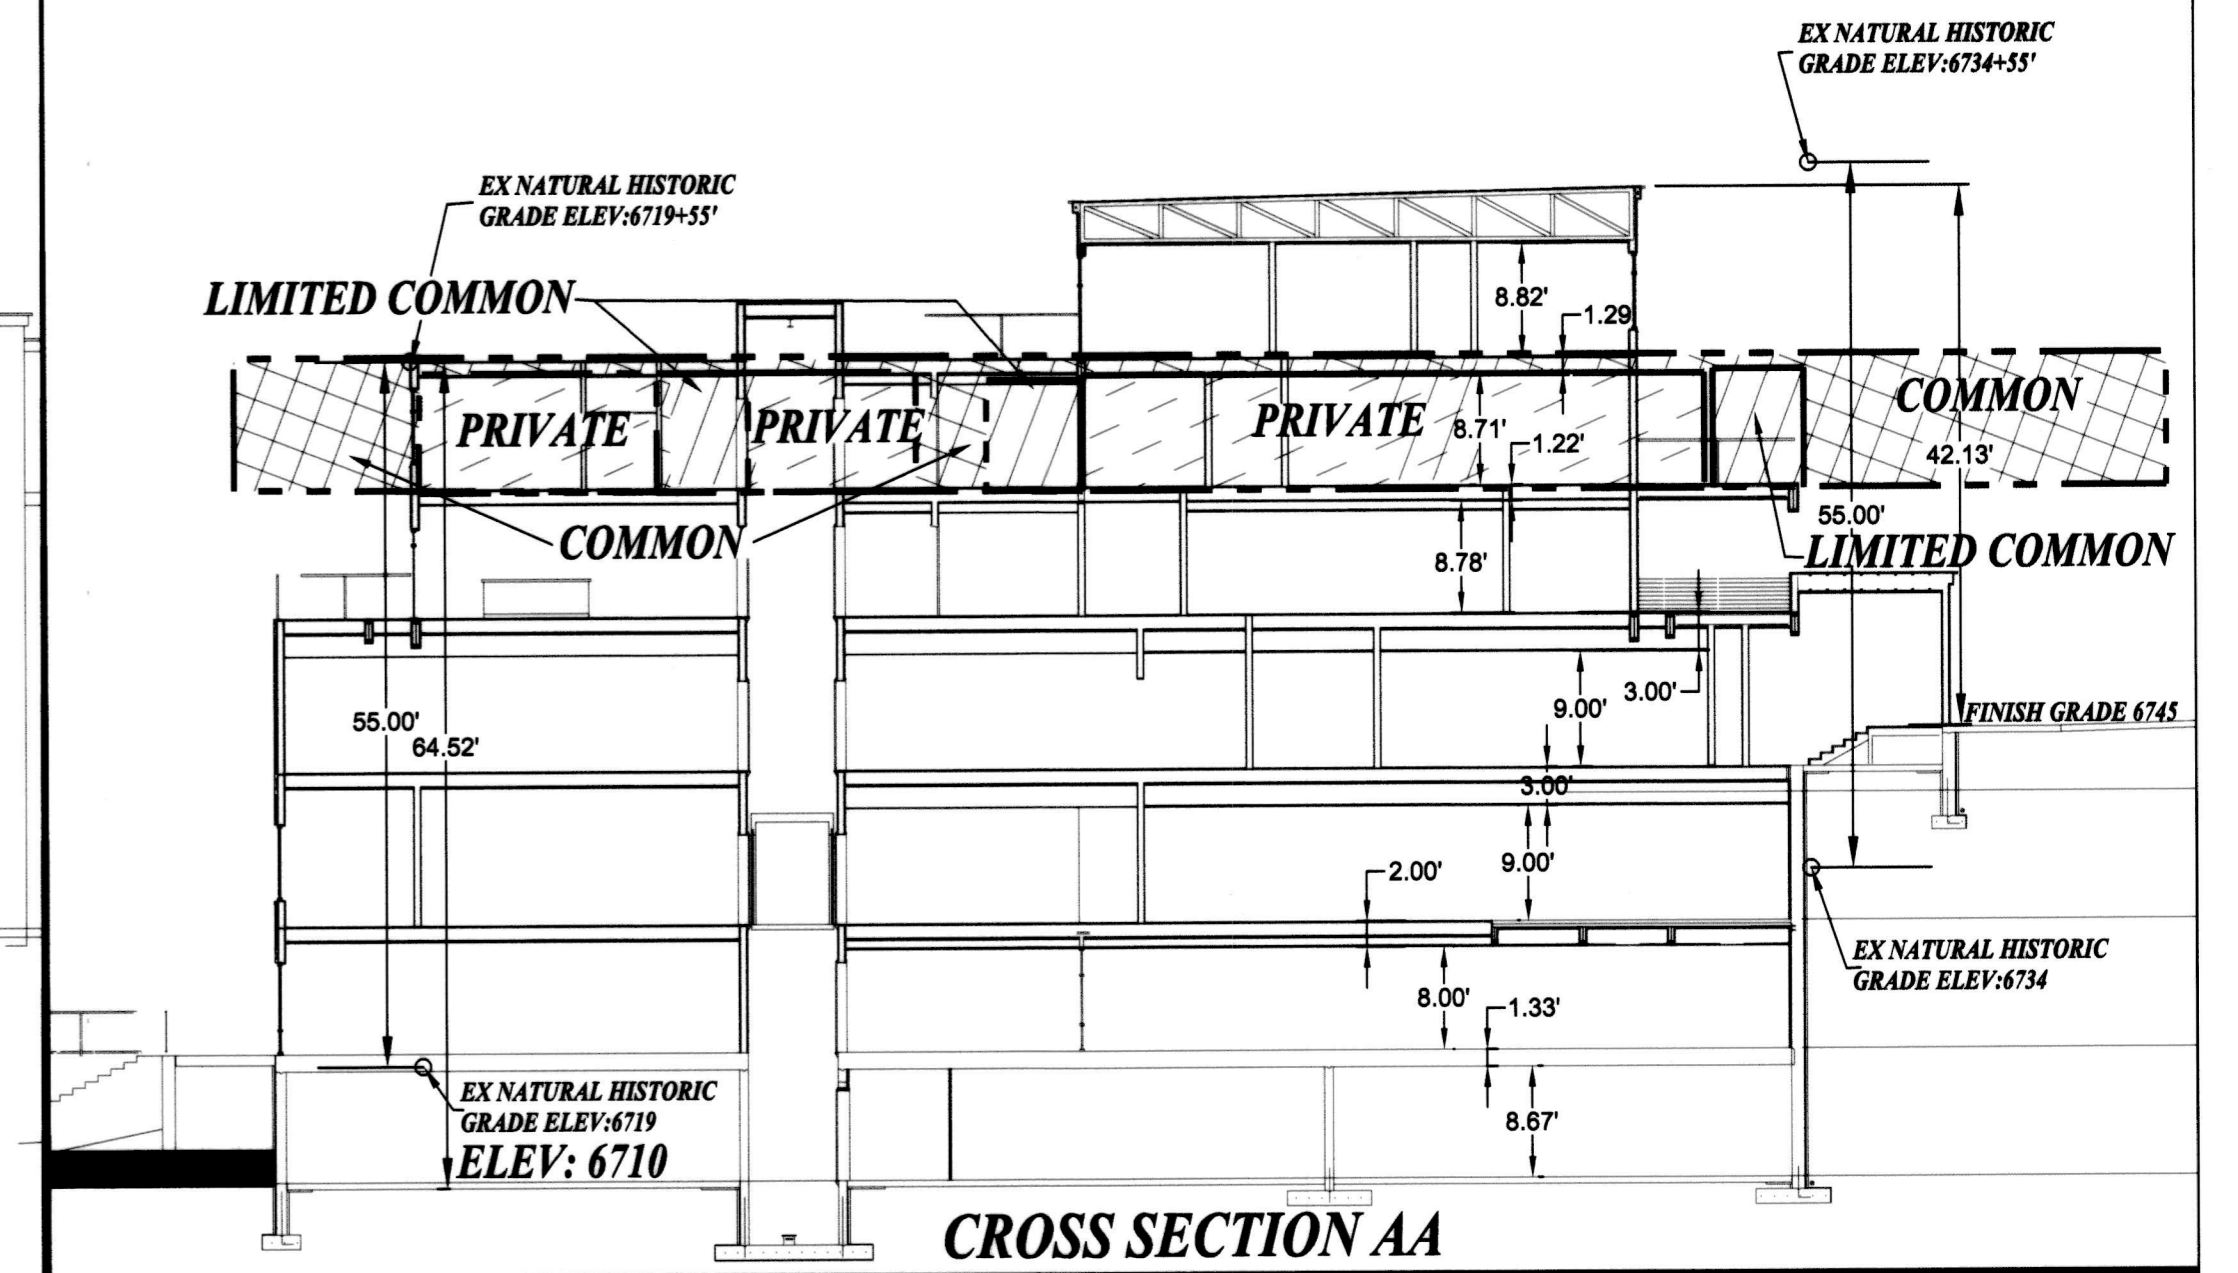 EX NATURAL HISTORIC
GRADE ELEV:6734+55'
EX NATURAL HISTORIC
GRADE ELEV:6719+55'
LIMITED COMMON
8.82'
1.29
COMMON
PRIVATE
PRIVATE
PRIVATE
8.71'
1.22'
42.13'
55.00'
COMMON
LIMITED COMMON
8.78'
3.00'
9.00'
FINISH GRADE 6745
55.00'
64.52'
3.00'
9.00'
2.00'
EX NATURAL HISTORIC
GRADE ELEV:6734
8.00'
1.33'
EX NATURAL HISTORIC
GRADE ELEV:6719
ELEV: 6710
8.67'
CROSS SECTION AA